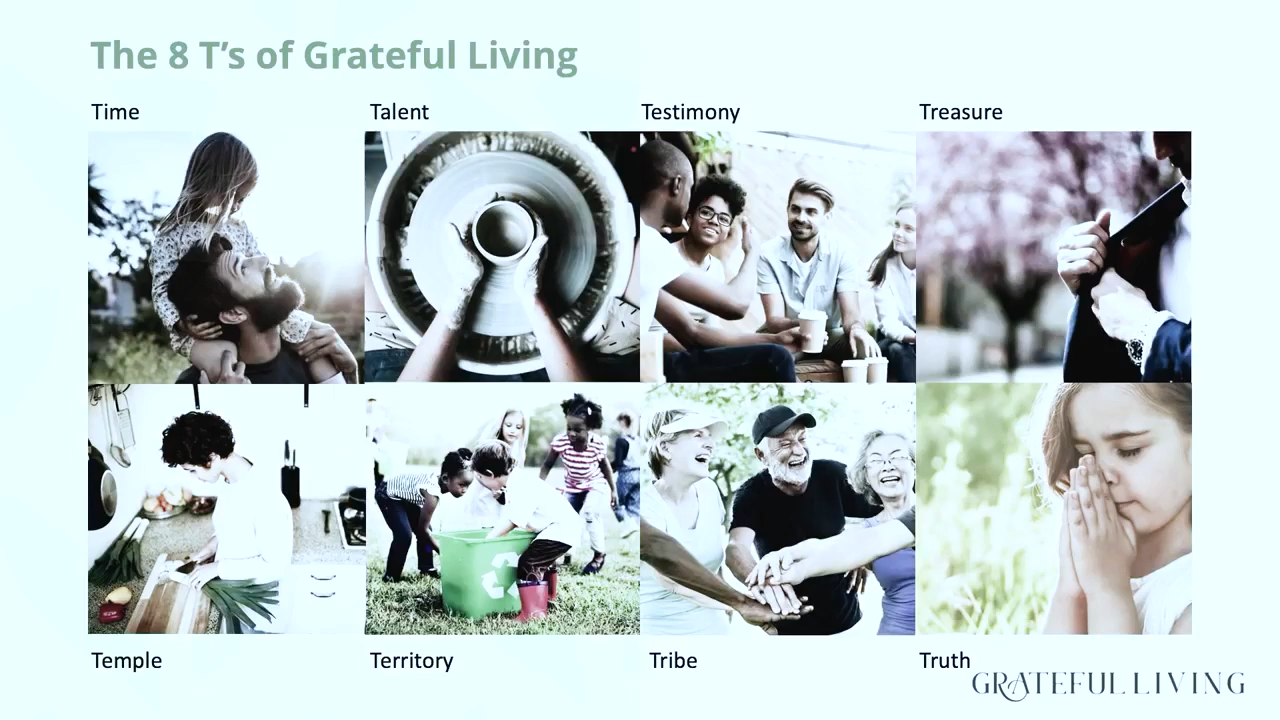 The 8 T's of Grateful Living
Time
Talent
Testimony
Treasure
Temple
Territory
Tribe
Truth
GRATEFUL LIVING